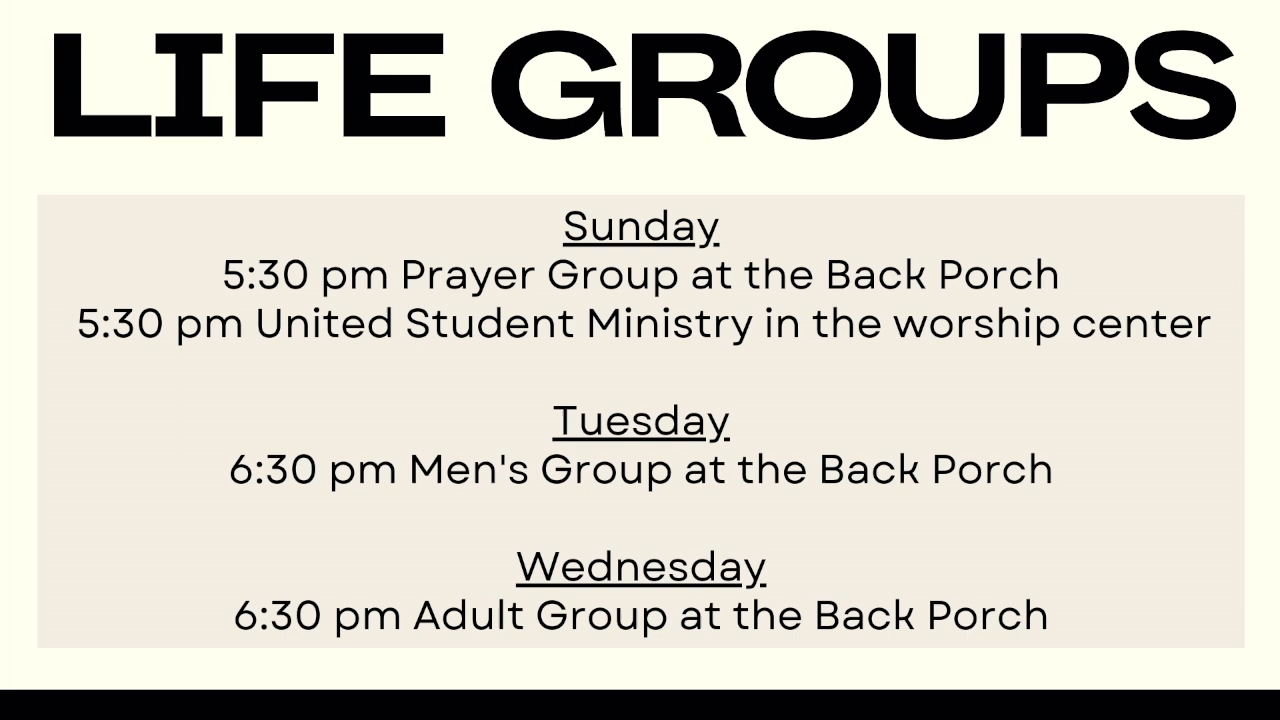 LIFE GROUPS
Sunday
5:30 pm Prayer Group at the Back Porch
5:30 pm United Student Ministry in the worship center
Tuesday
6:30 pm Men's Group at the Back Porch
Wednesday
6:30 pm Adult Group at the Back Porch